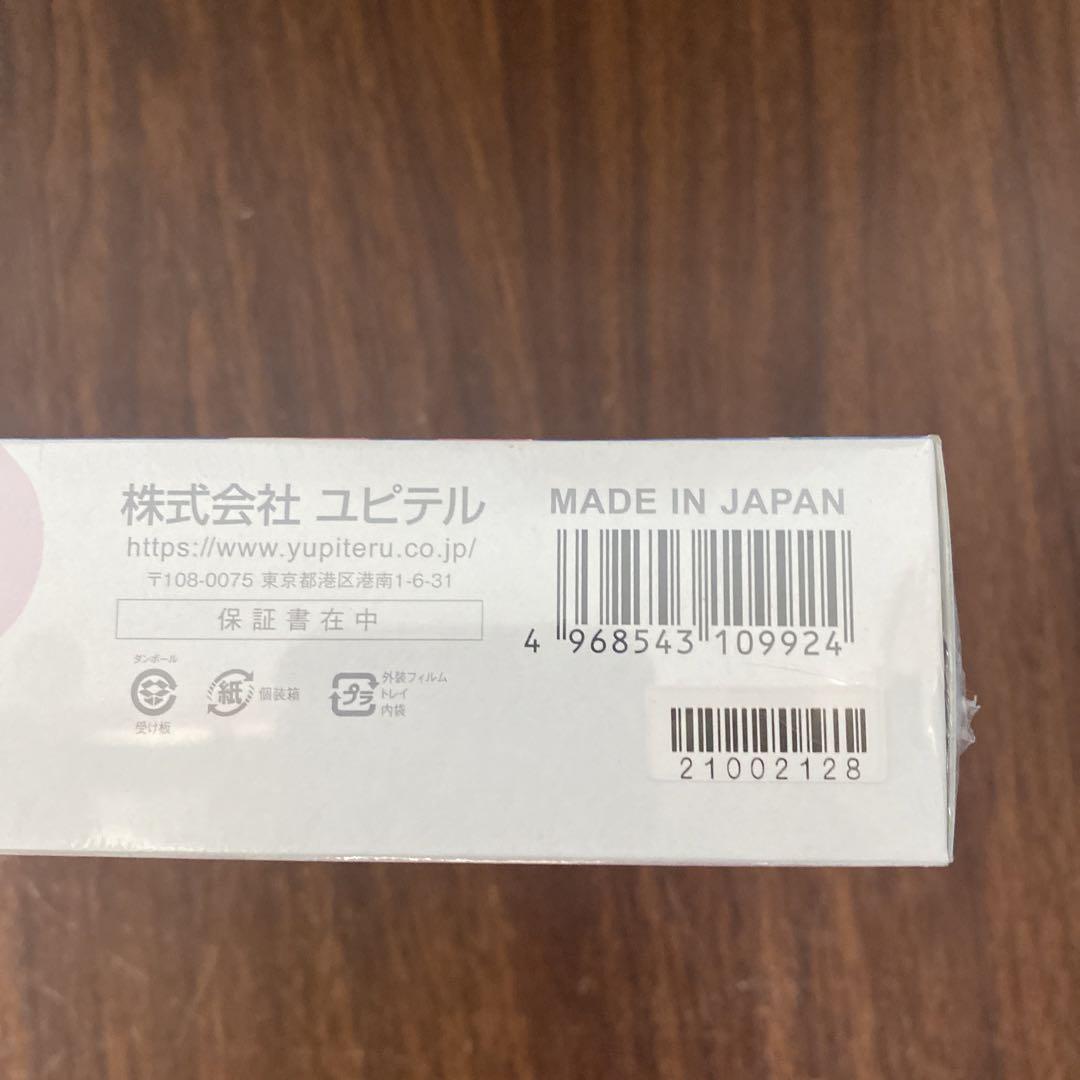 株式会社 ユピテル
https://www.yupiteru.co.jp/
〒108-0075 東京都港区港南1-6-31
保証書在中
ダンボール
受け板
紙
個装箱
プラ
外装フィルム
トレイ
内袋
MADE IN JAPAN
4 968543 109924
21002128